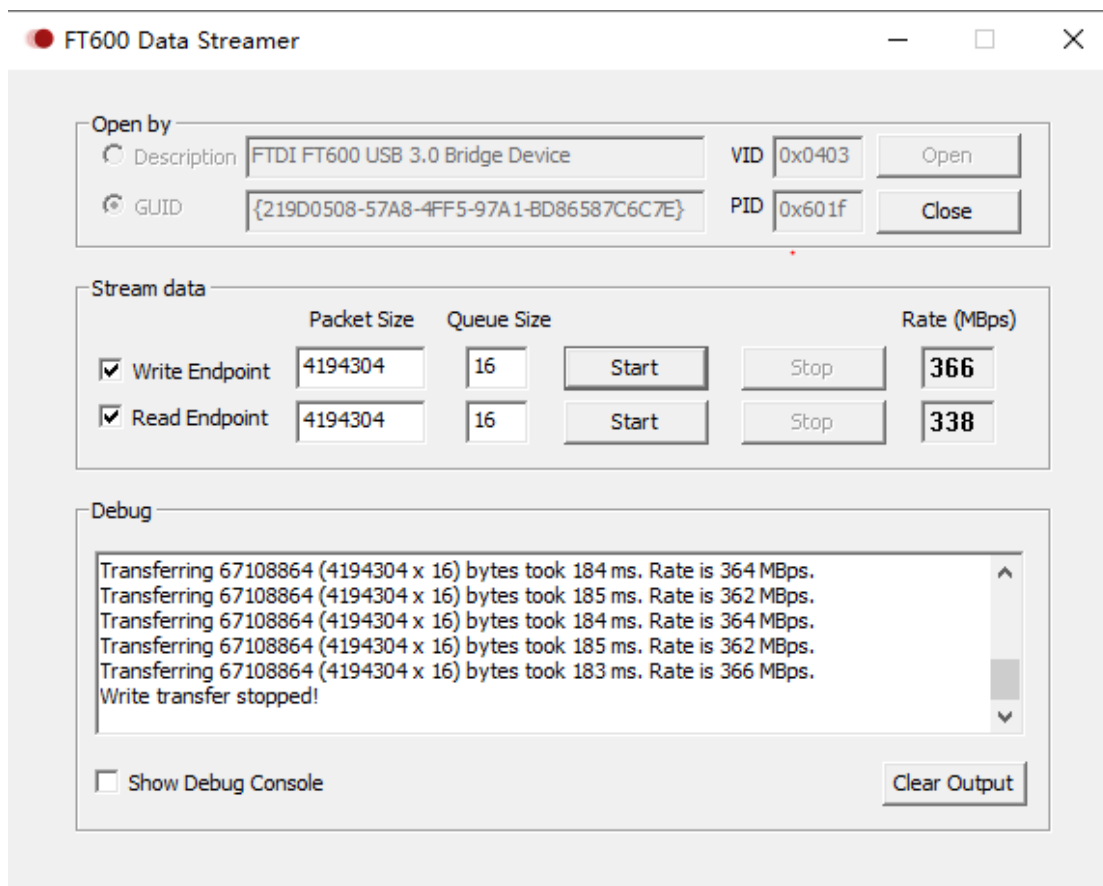 FT600 Data Streamer
Open by
Description FTDI FT600 USB 3.0 Bridge Device VID 0x0403 Open
GUID {219D0508-57A8-4FF5-97A1-BD86587C6C7E} PID 0x601f Close
Stream data
Packet Size Queue Size Rate (MBps)
Write Endpoint 4194304 16 Start Stop 366
Read Endpoint 4194304 16 Start Stop 338
Debug
Transferring 67108864 (4194304 x 16) bytes took 184 ms. Rate is 364 MBps.
Transferring 67108864 (4194304 x 16) bytes took 185 ms. Rate is 362 MBps.
Transferring 67108864 (4194304 x 16) bytes took 184 ms. Rate is 364 MBps.
Transferring 67108864 (4194304 x 16) bytes took 185 ms. Rate is 362 MBps.
Transferring 67108864 (4194304 x 16) bytes took 183 ms. Rate is 366 MBps.
Write transfer stopped!
Show Debug Console Clear Output